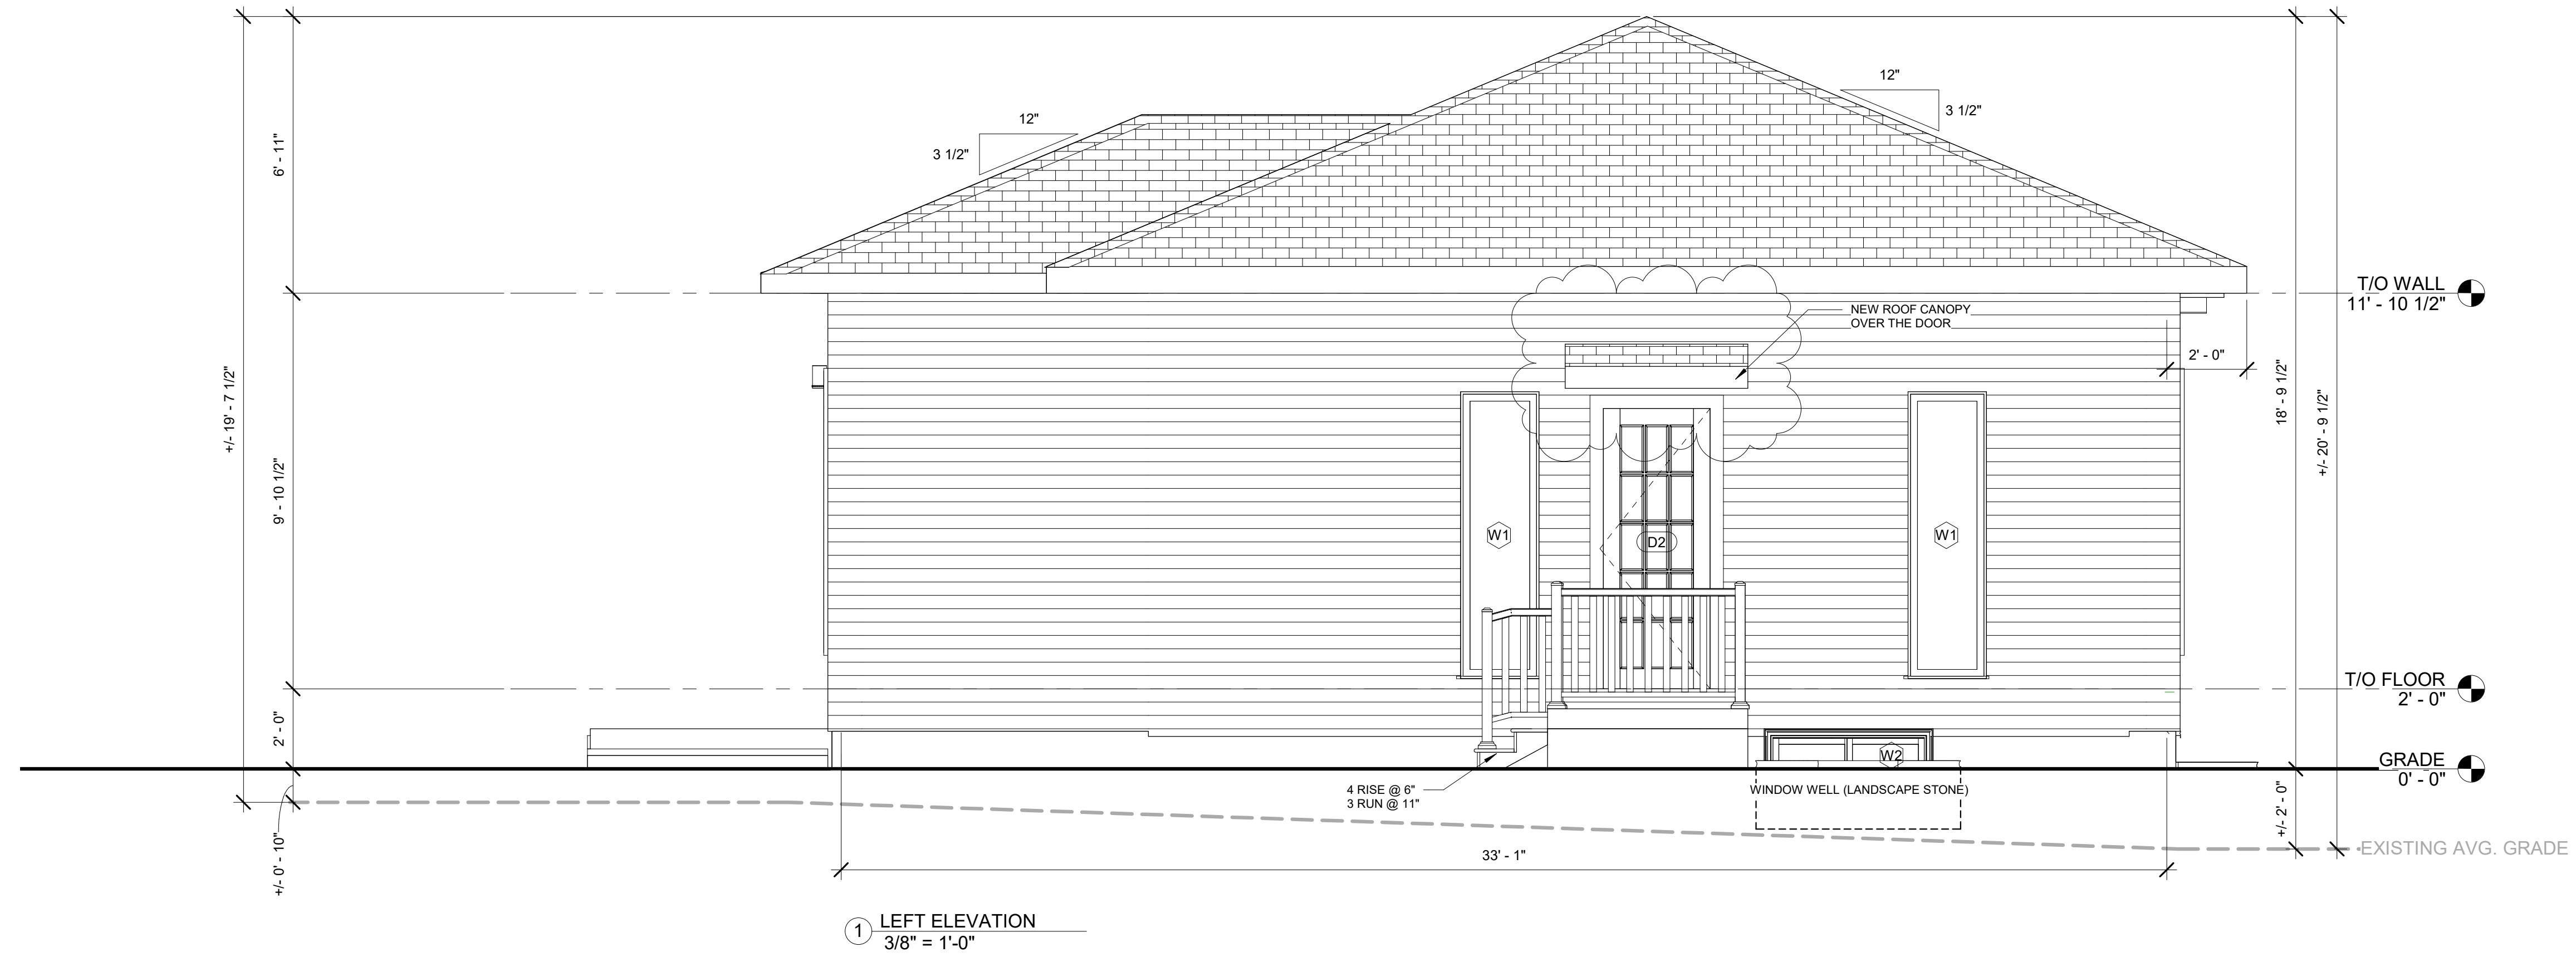 12"
3 1/2"
12"
3 1/2"
6' - 11"
+/- 19' - 7 1/2"
9' - 10 1/2"
2' - 0"
+/- 0' - 10"
NEW ROOF CANOPY
OVER THE DOOR
T/O WALL
11' - 10 1/2"
2' - 0"
18' - 9 1/2"
+/- 20' - 9 1/2"
W1
D2
W1
T/O FLOOR
2' - 0"
W2
GRADE
0' - 0"
4 RISE @ 6"
3 RUN @ 11"
WINDOW WELL (LANDSCAPE STONE)
+/- 2' - 0"
33' - 1"
EXISTING AVG. GRADE
1
LEFT ELEVATION
3/8" = 1'-0"